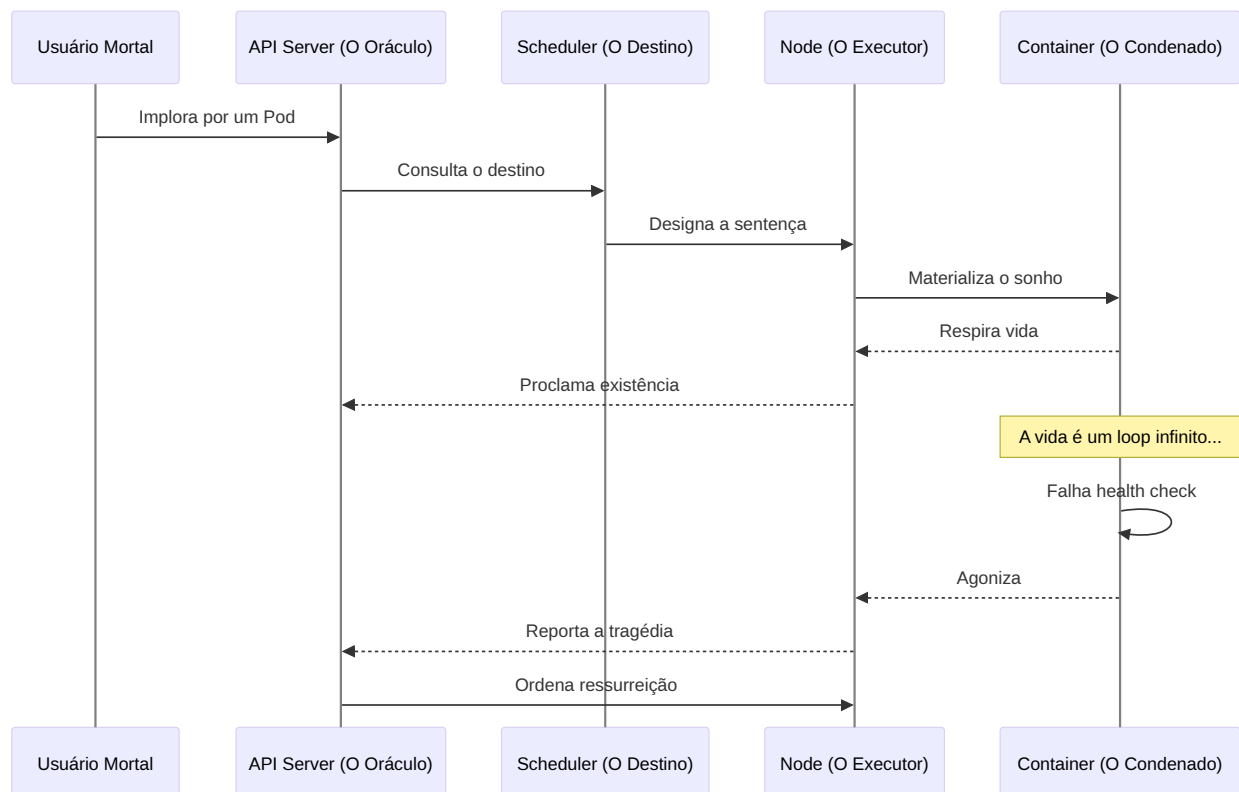 Usuário Mortal
API Server (O Oráculo)
Scheduler (O Destino)
Node (O Executor)
Container (O Condenado)
Implora por um Pod
Consulta o destino
Designa a sentença
Materializa o sonho
Respira vida
Proclama existência
A vida é um loop infinito...
Falha health check
Agoniza
Reporta a tragédia
Ordena ressurreição
Usuário Mortal
API Server (O Oráculo)
Scheduler (O Destino)
Node (O Executor)
Container (O Condenado)